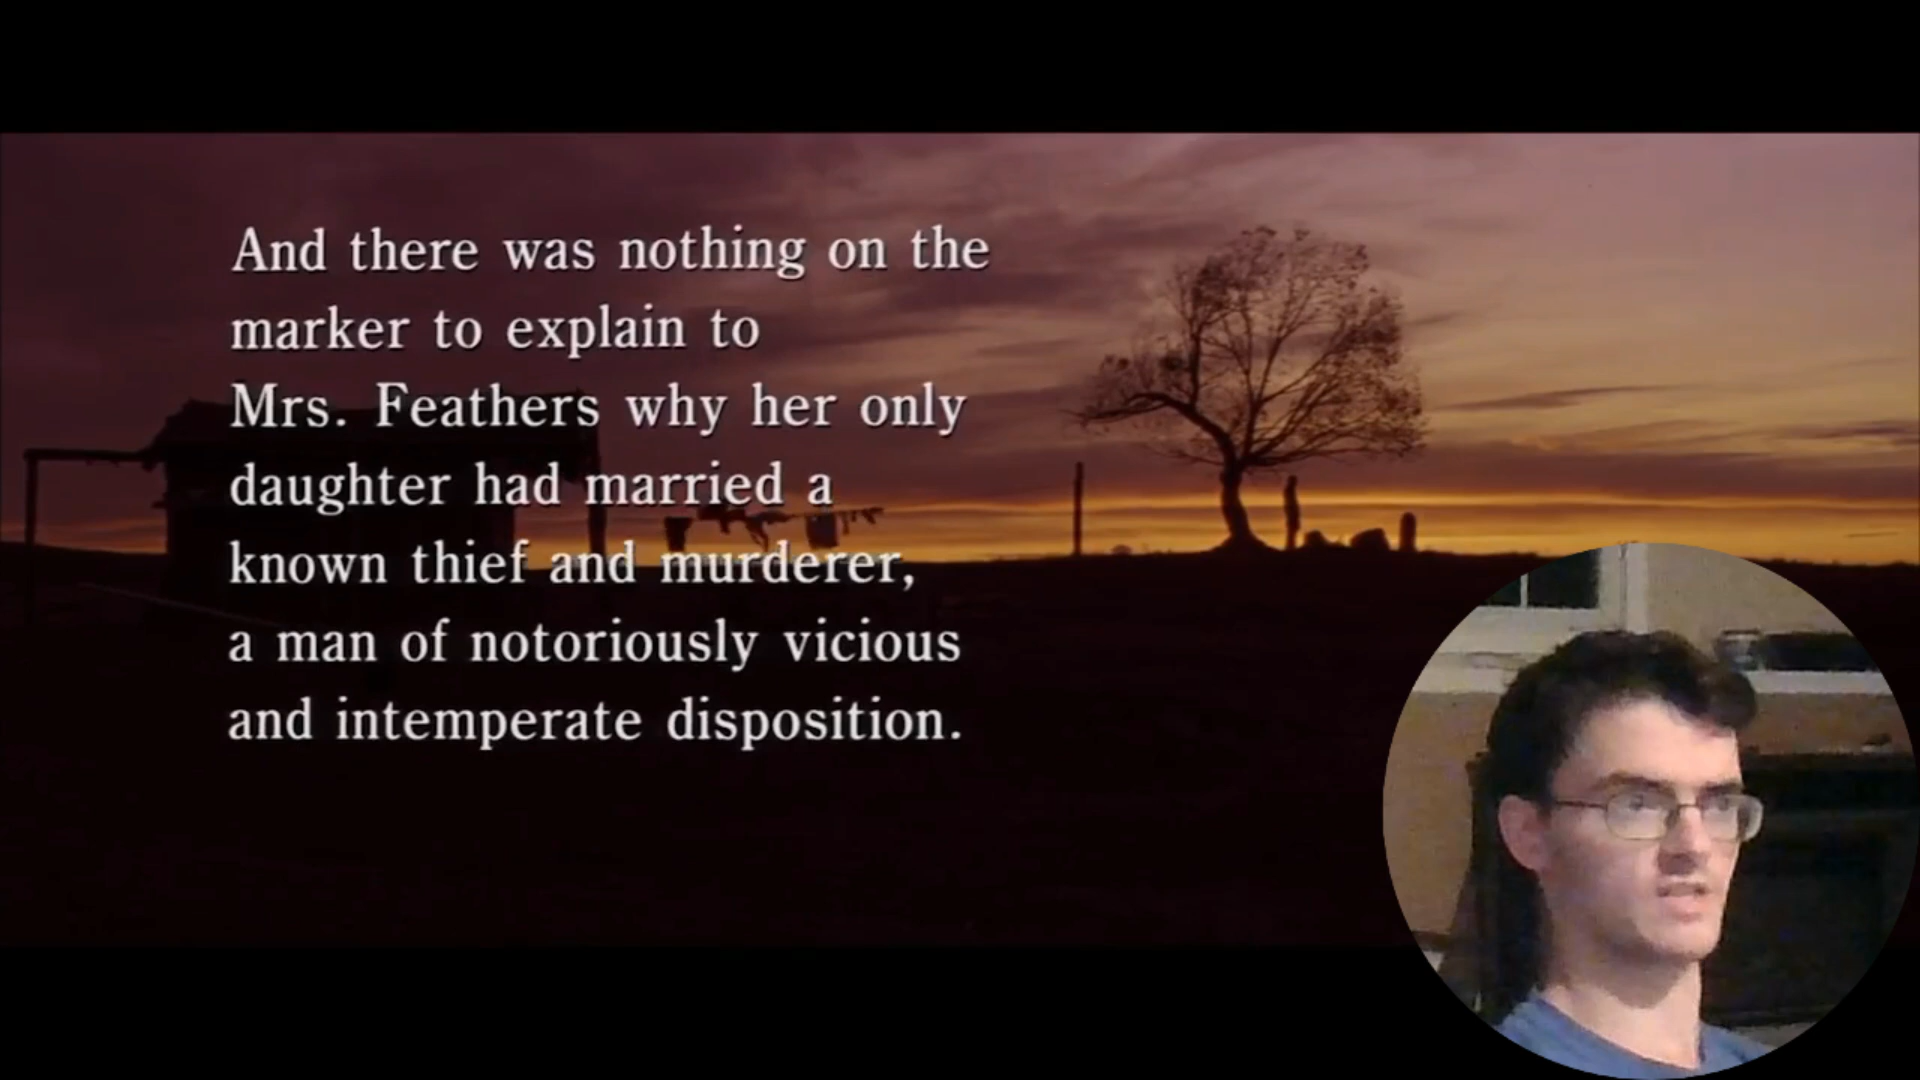 And there was nothing on the
marker to explain to
Mrs. Feathers why her only
daughter had married a
known thief and murderer,
a man of notoriously vicious
and intemperate disposition.